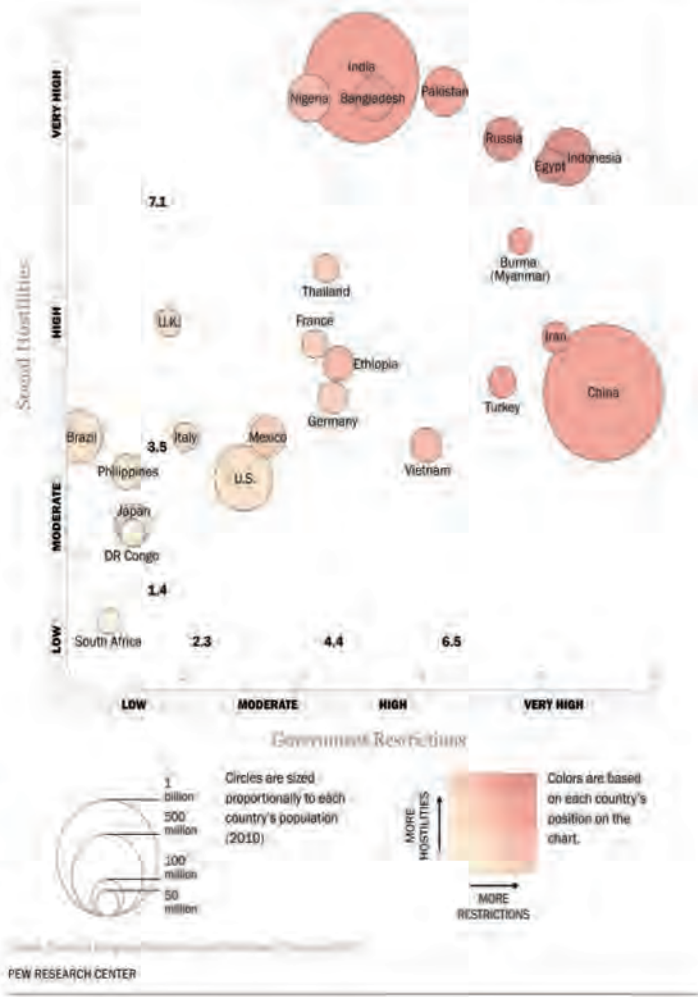 VERY HIGH
India
Nigeria
Bangladesh
Pakistan
Russia
Egypt
Indonesia
7.1
Burma
(Myanmar)
Thailand
Social Hostilities
HIGH
U.K.
France
Iran
Ethiopia
China
Turkey
Germany
Brazil
Italy
Mexico
3.5
Vietnam
Philippines
U.S.
MODERATE
Japan
DR Congo
1.4
LOW
South Africa
2.3
4.4
6.5
LOW
MODERATE
HIGH
VERY HIGH
Government Restrictions
1
billion
500
million
100
million
50
million
Circles are sized
proportionally to each
country's population
(2010)
MORE
HOSTILITIES
MORE
RESTRICTIONS
Colors are based
on each country's
position on the
chart.
PEW RESEARCH CENTER